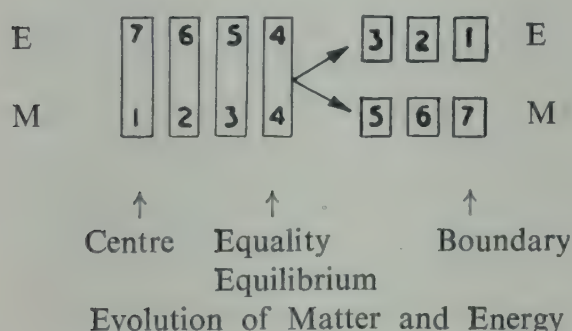 E 7 6 5 4 3 2 1 E
M 1 2 3 4 5 6 7 M
Centre Equality Boundary
Equilibrium
Evolution of Matter and Energy